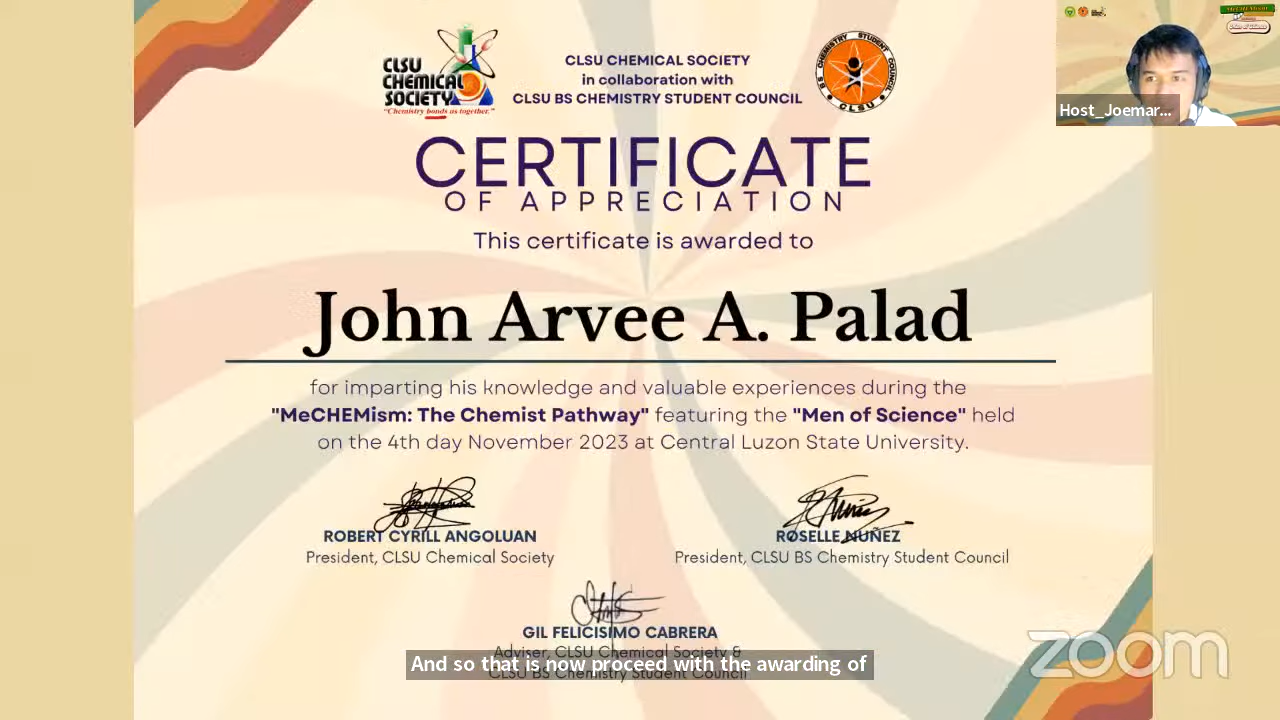 CLSU
CHEMICAL
SOCIETY
"Chemistry bonds us together."
CLSU CHEMICAL SOCIETY
in collaboration with
CLSU BS CHEMISTRY STUDENT COUNCIL
BS CHEMISTRY STUDENT COUNCIL
CLSU
Host_Joemar...
CERTIFICATE
OF APPRECIATION
This certificate is awarded to
John Arvee A. Palad
for imparting his knowledge and valuable experiences during the
"MeCHEMism: The Chemist Pathway" featuring the "Men of Science" held
on the 4th day November 2023 at Central Luzon State University.
ROBERT CYRILL ANGOLUAN
President, CLSU Chemical Society
ROSELLE NUÑEZ
President, CLSU BS Chemistry Student Council
GIL FELICISIMO CABRERA
Adviser, CLSU Chemical Society &
CLSU BS Chemistry Student Council
And so that is now proceed with the awarding of
zoom